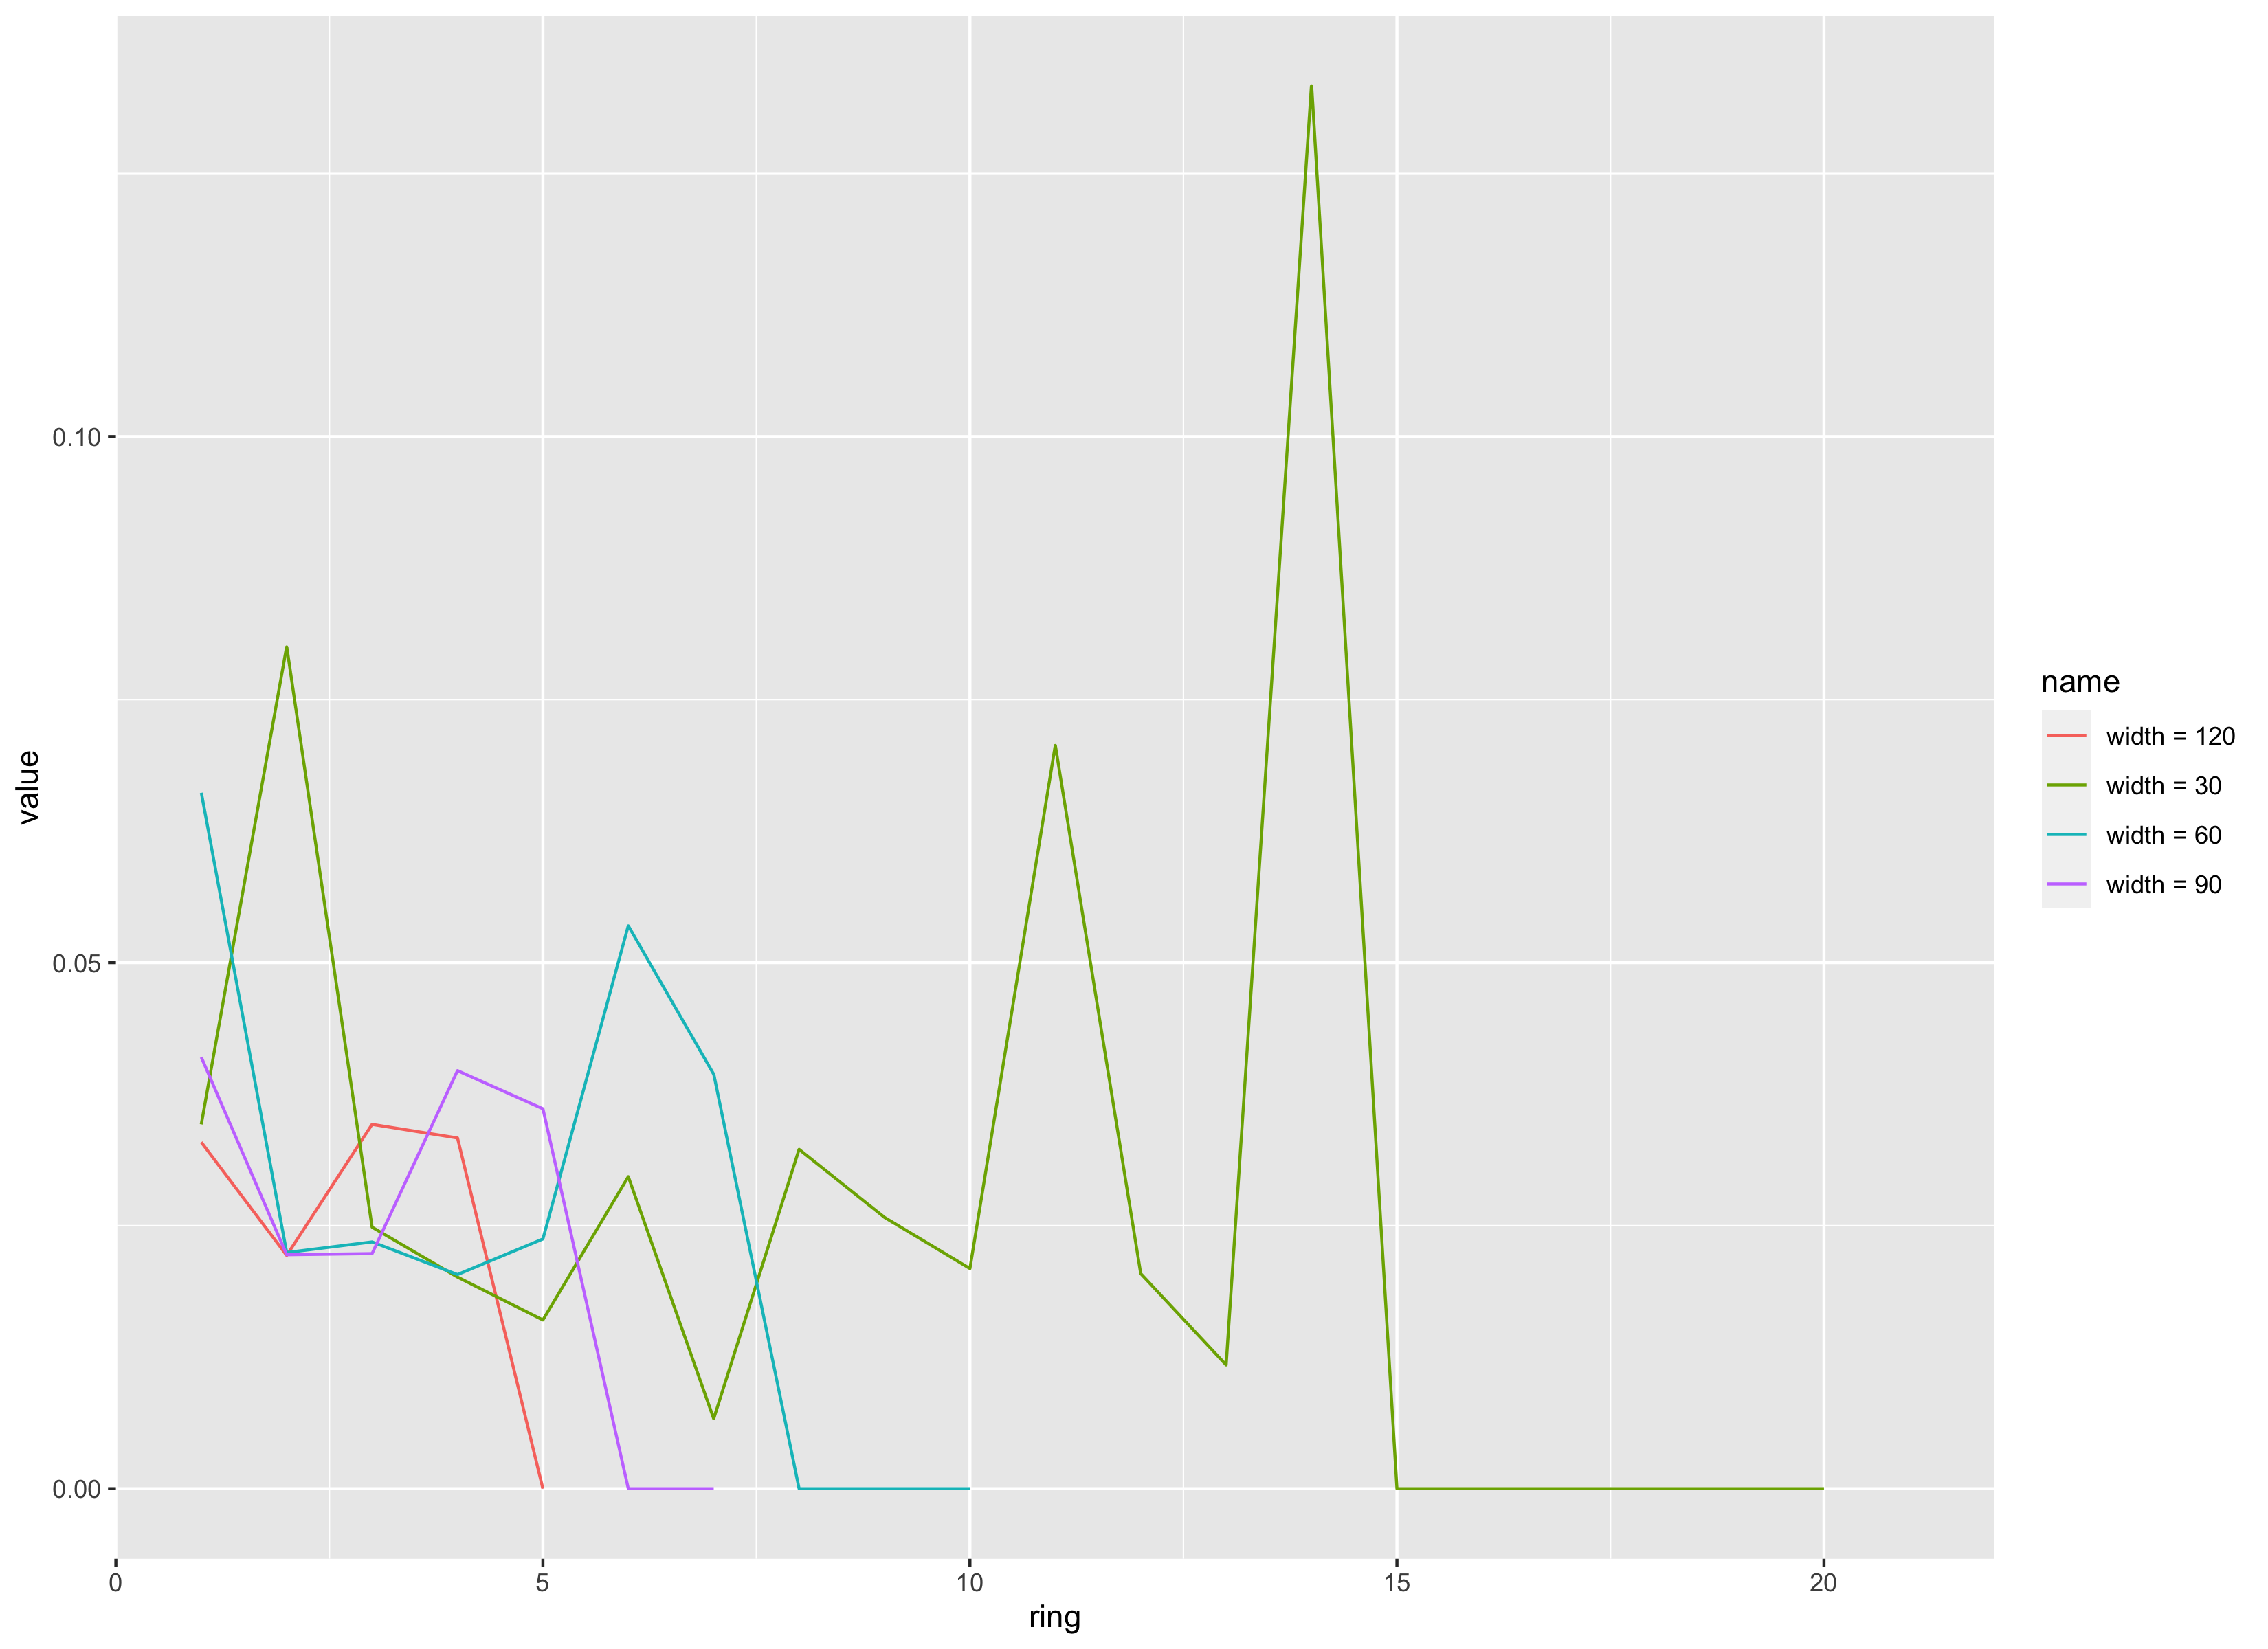 value
0.10
0.05
0.00
0
5
10
15
20
ring
name
width = 120
width = 30
width = 60
width = 90